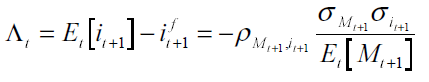 Λ_t = E_t[i_{t+1}] − i^f_{t+1} = −ρ_{M_{t+1}, i_{t+1}} \frac{σ_{M_{t+1}} σ_{i_{t+1}}}{E_t[M_{t+1}]}